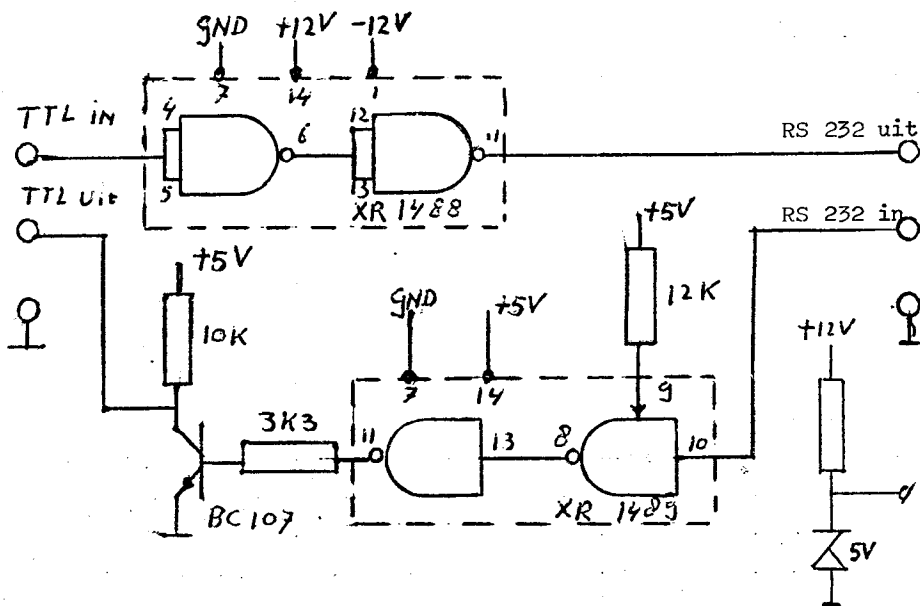 GND +12V -12V
7 14 1
TTL in
4
5
6
12
13
11
XR 1488
RS 232 uit
TTL Uit
RS 232 in
+5V
10K
+5V
12K
GND +5V
7 14
9
+12V
3K3
11
13
8
10
BC 107
XR 1489
5V